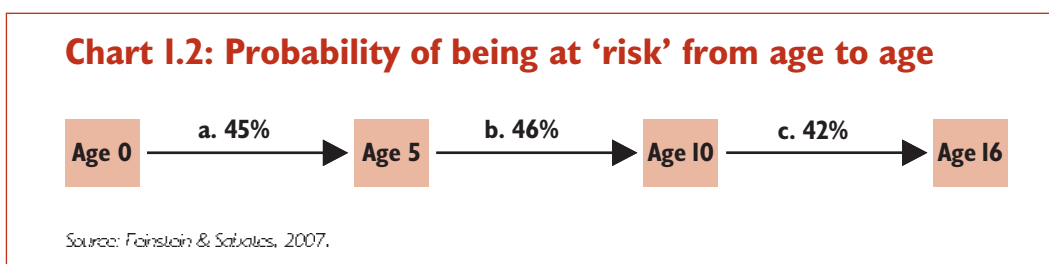 Chart 1.2: Probability of being at ‘risk’ from age to age
a. 45% b. 46% c. 42%
Age 0 Age 5 Age 10 Age 16
Source: Feinstein & Sabates, 2007.